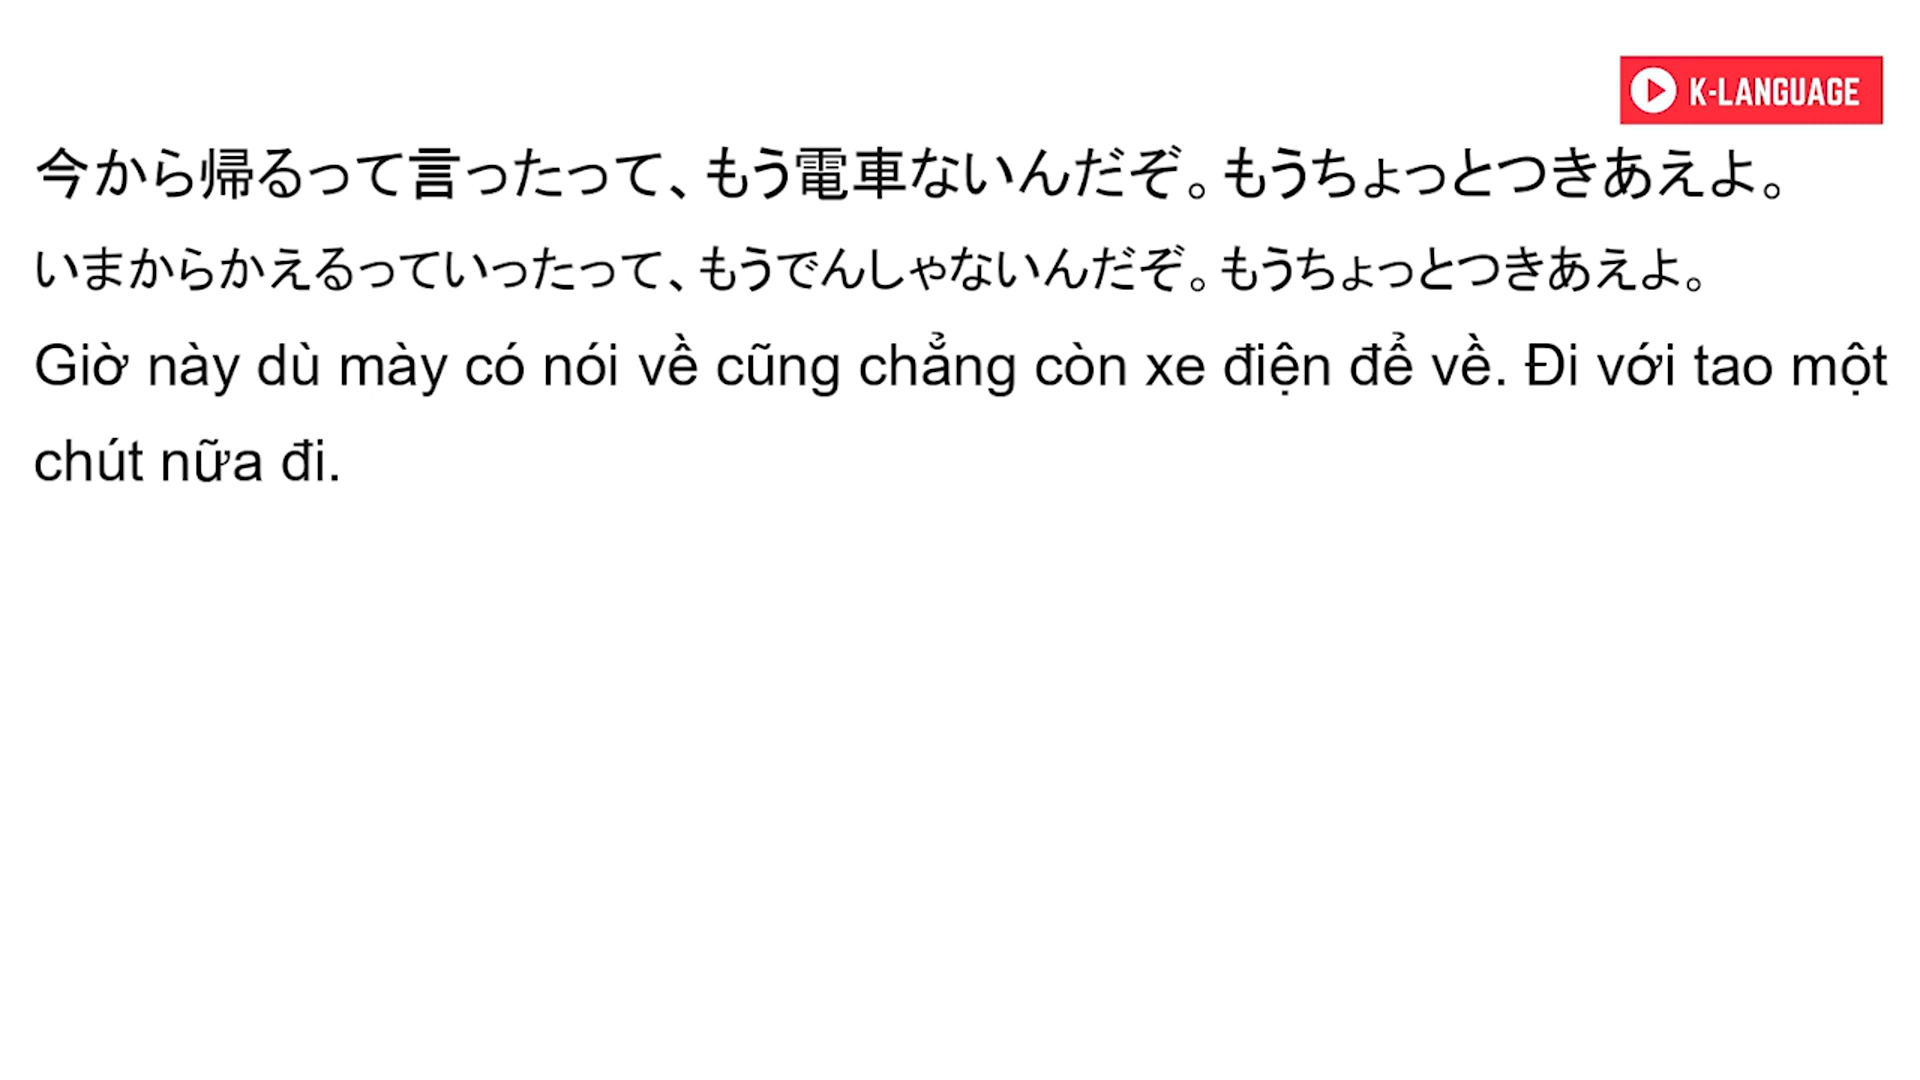 K-LANGUAGE
今から帰るって言ったって、もう電車ないんだぞ。もうちょっとつきあえよ。
いまからかえるっていったって、もうでんしゃないんだぞ。もうちょっとつきあえよ。
Giờ này dù mày có nói về cũng chẳng còn xe điện để về. Đi với tao một
chút nữa đi.